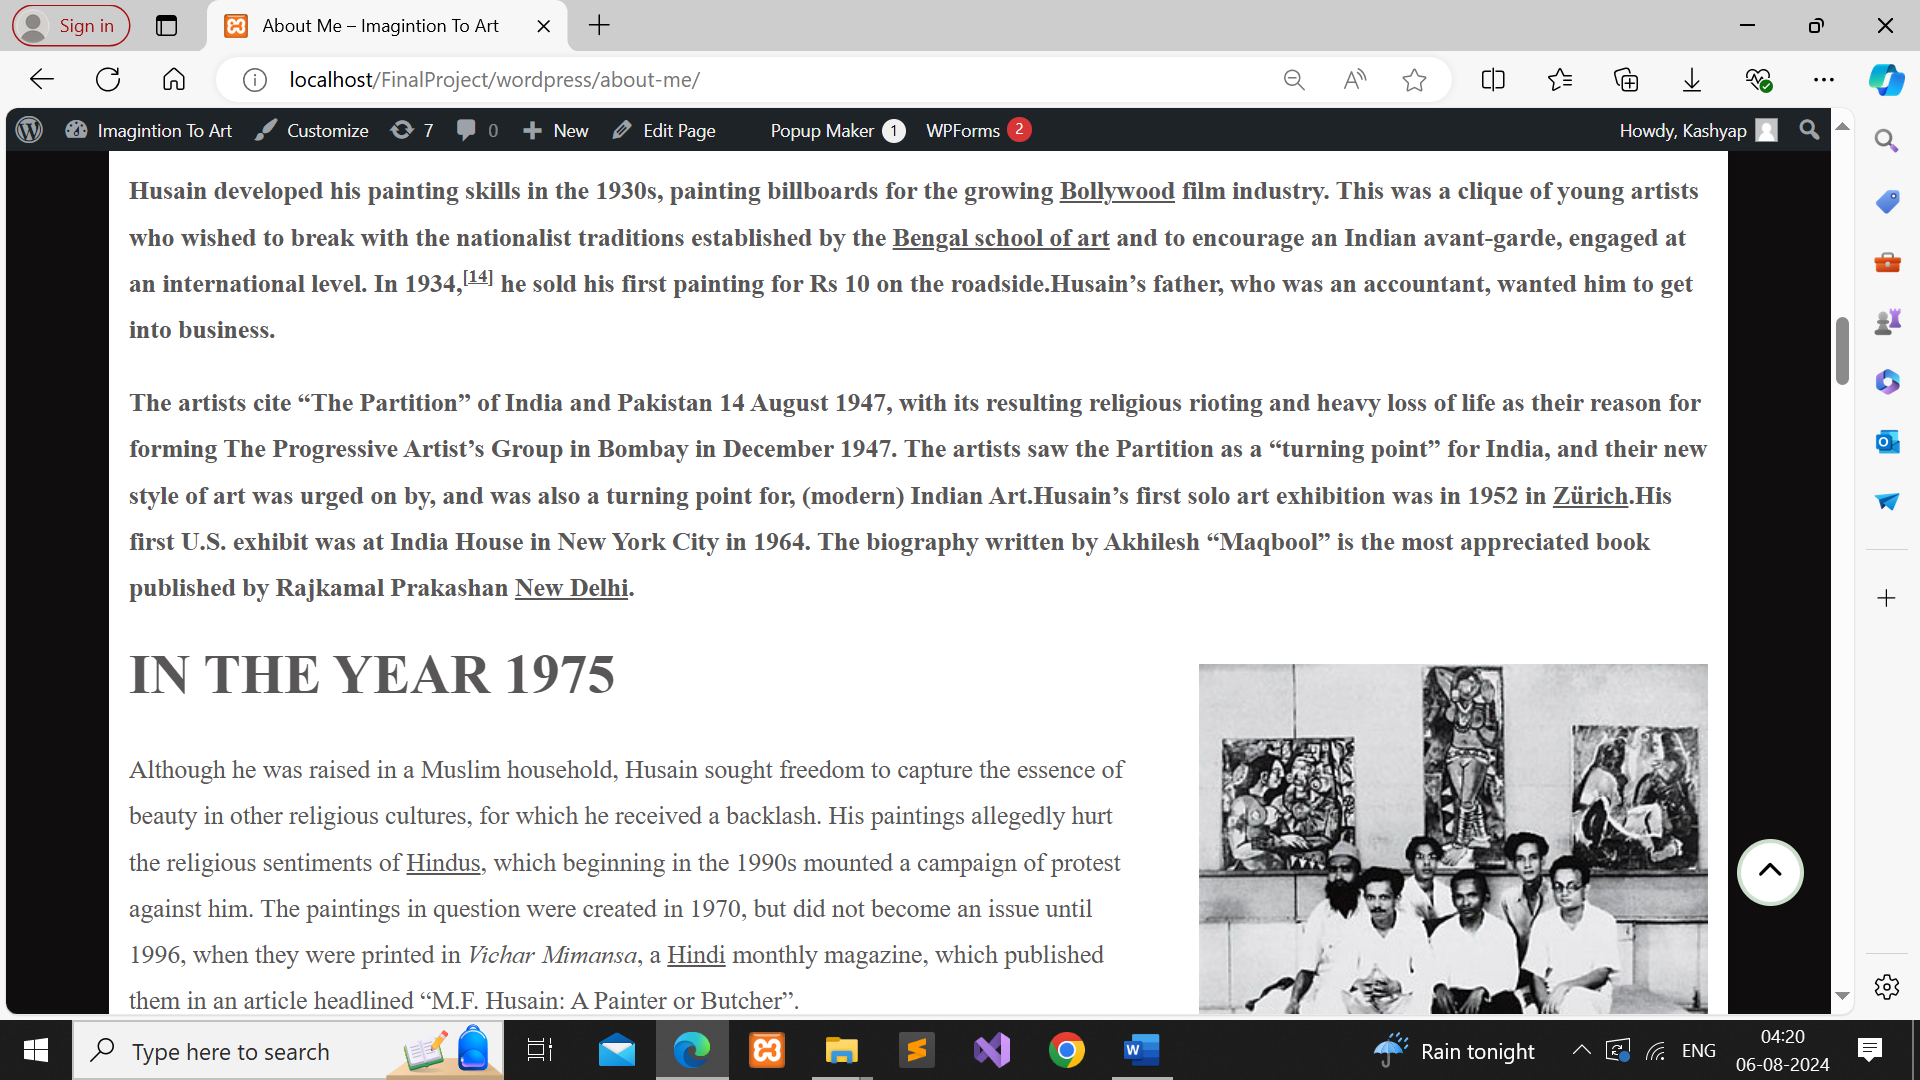 Sign in
About Me – Imagintion To Art
localhost/FinalProject/wordpress/about-me/
Imagintion To Art Customize 7 0 New Edit Page Popup Maker 1 WPForms 2 Howdy, Kashyap
Husain developed his painting skills in the 1930s, painting billboards for the growing Bollywood film industry. This was a clique of young artists
who wished to break with the nationalist traditions established by the Bengal school of art and to encourage an Indian avant-garde, engaged at
an international level. In 1934,[14] he sold his first painting for Rs 10 on the roadside.Husain’s father, who was an accountant, wanted him to get
into business.
The artists cite “The Partition” of India and Pakistan 14 August 1947, with its resulting religious rioting and heavy loss of life as their reason for
forming The Progressive Artist’s Group in Bombay in December 1947. The artists saw the Partition as a “turning point” for India, and their new
style of art was urged on by, and was also a turning point for, (modern) Indian Art.Husain’s first solo art exhibition was in 1952 in Zürich.His
first U.S. exhibit was at India House in New York City in 1964. The biography written by Akhilesh “Maqbool” is the most appreciated book
published by Rajkamal Prakashan New Delhi.
IN THE YEAR 1975
Although he was raised in a Muslim household, Husain sought freedom to capture the essence of
beauty in other religious cultures, for which he received a backlash. His paintings allegedly hurt
the religious sentiments of Hindus, which beginning in the 1990s mounted a campaign of protest
against him. The paintings in question were created in 1970, but did not become an issue until
1996, when they were printed in Vichar Mimansa, a Hindi monthly magazine, which published
them in an article headlined “M.F. Husain: A Painter or Butcher”.
Type here to search
Rain tonight
ENG
04:20
06-08-2024